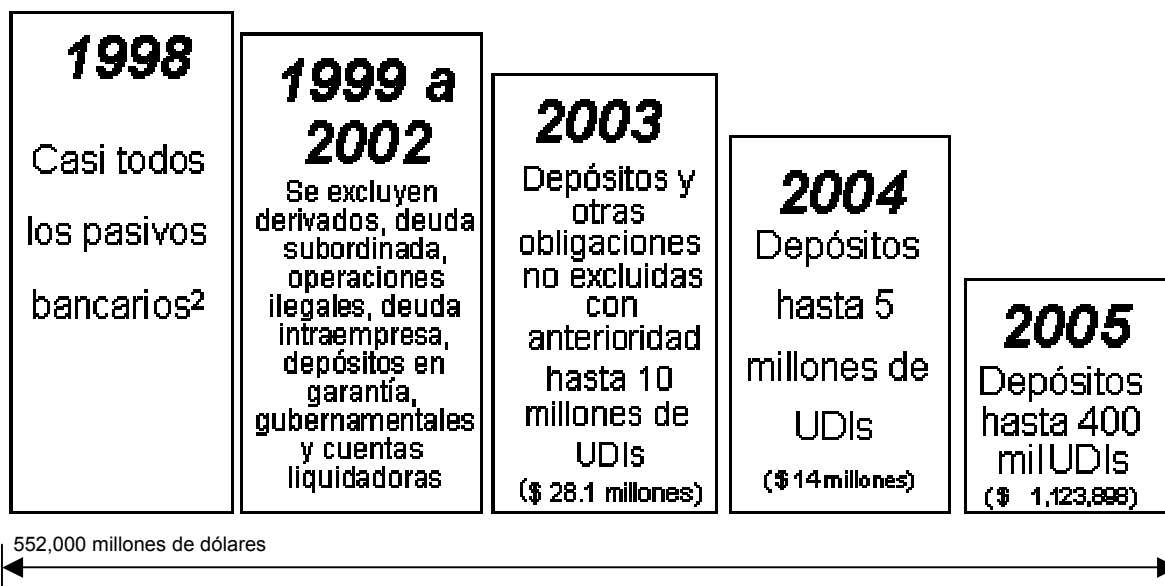 1998
Casi todos
los pasivos
bancarios²
1999 a
2002
Se excluyen
derivados, deuda
subordinada,
operaciones
ilegales, deuda
intraempresa,
depósitos en
garantía,
gubernamentales
y cuentas
liquidadoras
2003
Depósitos y
otras
obligaciones
no excluidas
con
anterioridad
hasta 10
millones de
UDIs
($ 28.1 millones)
2004
Depósitos
hasta 5
millones de
UDIs
($ 14 millones)
2005
Depósitos
hasta 400
mil UDIs
($ 1,123,898)
552,000 millones de dólares